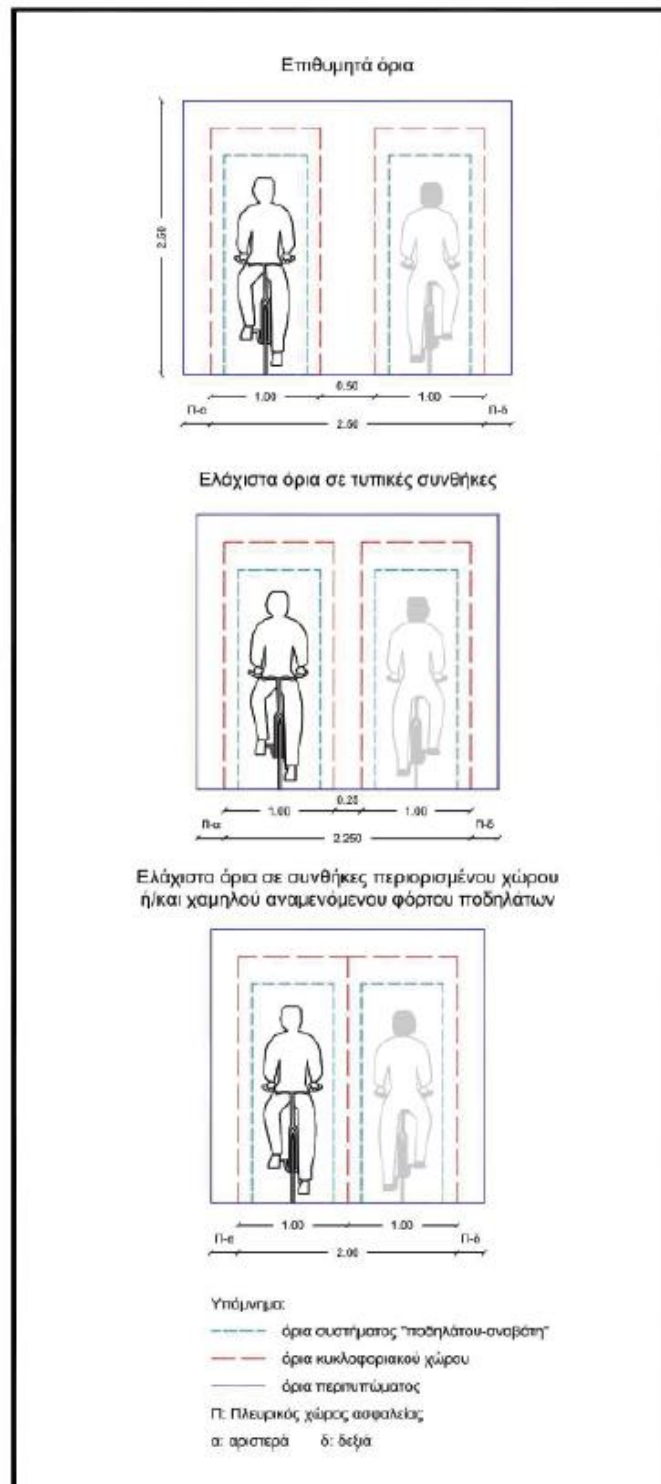 Επιθυμητά όρια
2.50
0.50
1.00 1.00
Π-α Π-δ
2.50
Ελάχιστα όρια σε τυπικές συνθήκες
0.25
1.00 1.00
Π-α Π-δ
2.250
Ελάχιστα όρια σε συνθήκες περιορισμένου χώρου
ή/και χαμηλού αναμενόμενου φόρτου ποδηλάτων
1.00 1.00
Π-α Π-δ
2.00
Υπόμνημα:
όρια συστήματος "ποδηλάτου-αναβάτη"
όρια κυκλοφοριακού χώρου
όρια περιτυπώματος
Π: Πλευρικός χώρος ασφαλείας
α: αριστερά δ: δεξιά